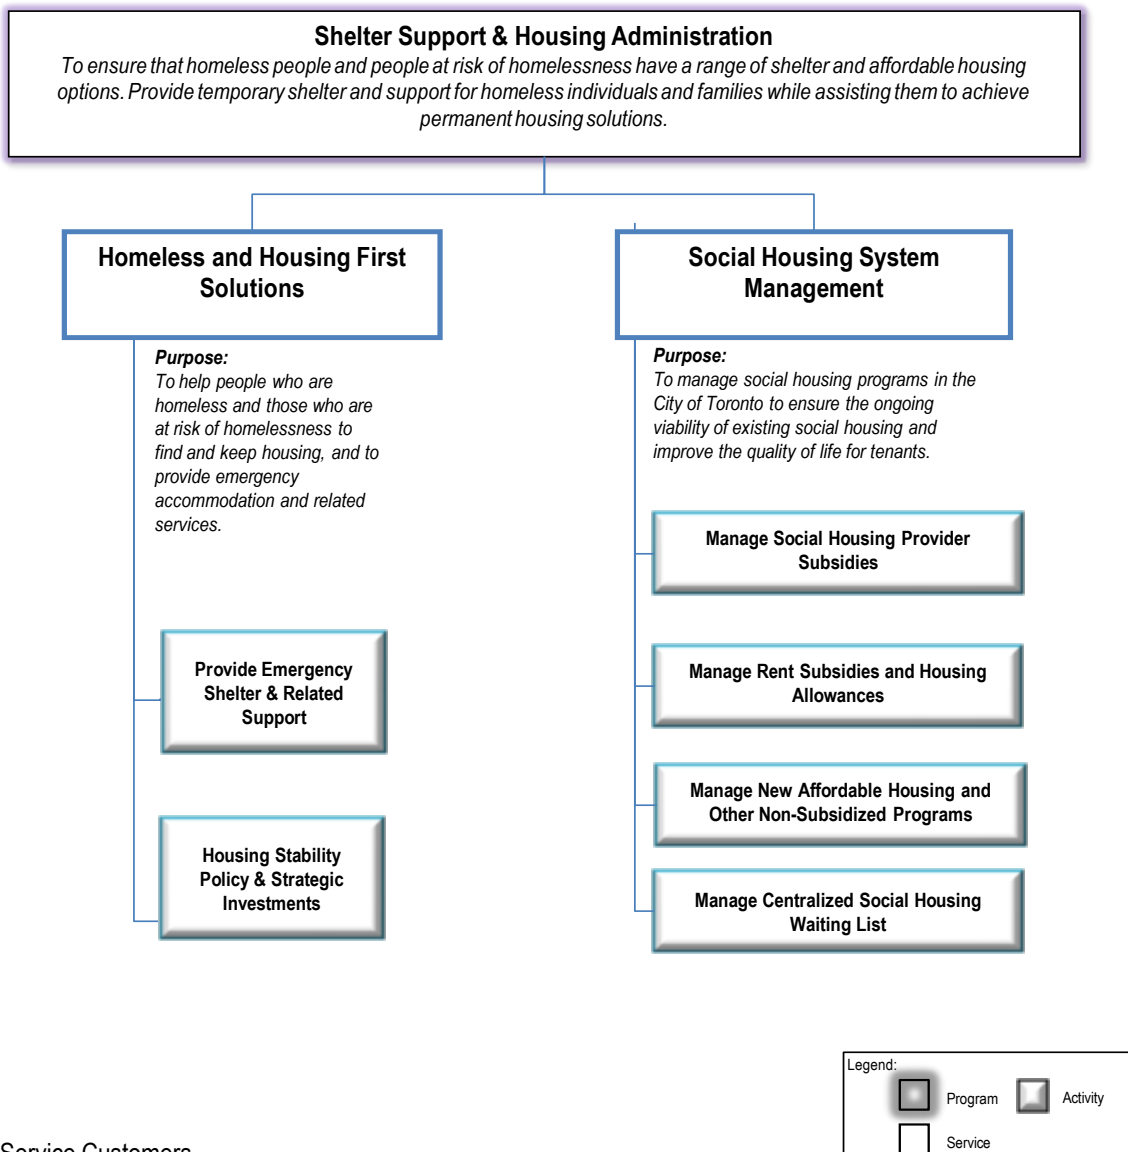 Shelter Support & Housing Administration
To ensure that homeless people and people at risk of homelessness have a range of shelter and affordable housing
options. Provide temporary shelter and support for homeless individuals and families while assisting them to achieve
permanent housing solutions.
Homeless and Housing First
Solutions
Purpose:
To help people who are
homeless and those who are
at risk of homelessness to
find and keep housing, and to
provide emergency
accommodation and related
services.
Provide Emergency
Shelter & Related
Support
Housing Stability
Policy & Strategic
Investments
Social Housing System
Management
Purpose:
To manage social housing programs in the
City of Toronto to ensure the ongoing
viability of existing social housing and
improve the quality of life for tenants.
Manage Social Housing Provider
Subsidies
Manage Rent Subsidies and Housing
Allowances
Manage New Affordable Housing and
Other Non-Subsidized Programs
Manage Centralized Social Housing
Waiting List
Legend:
Program
Activity
Service
Service Customers